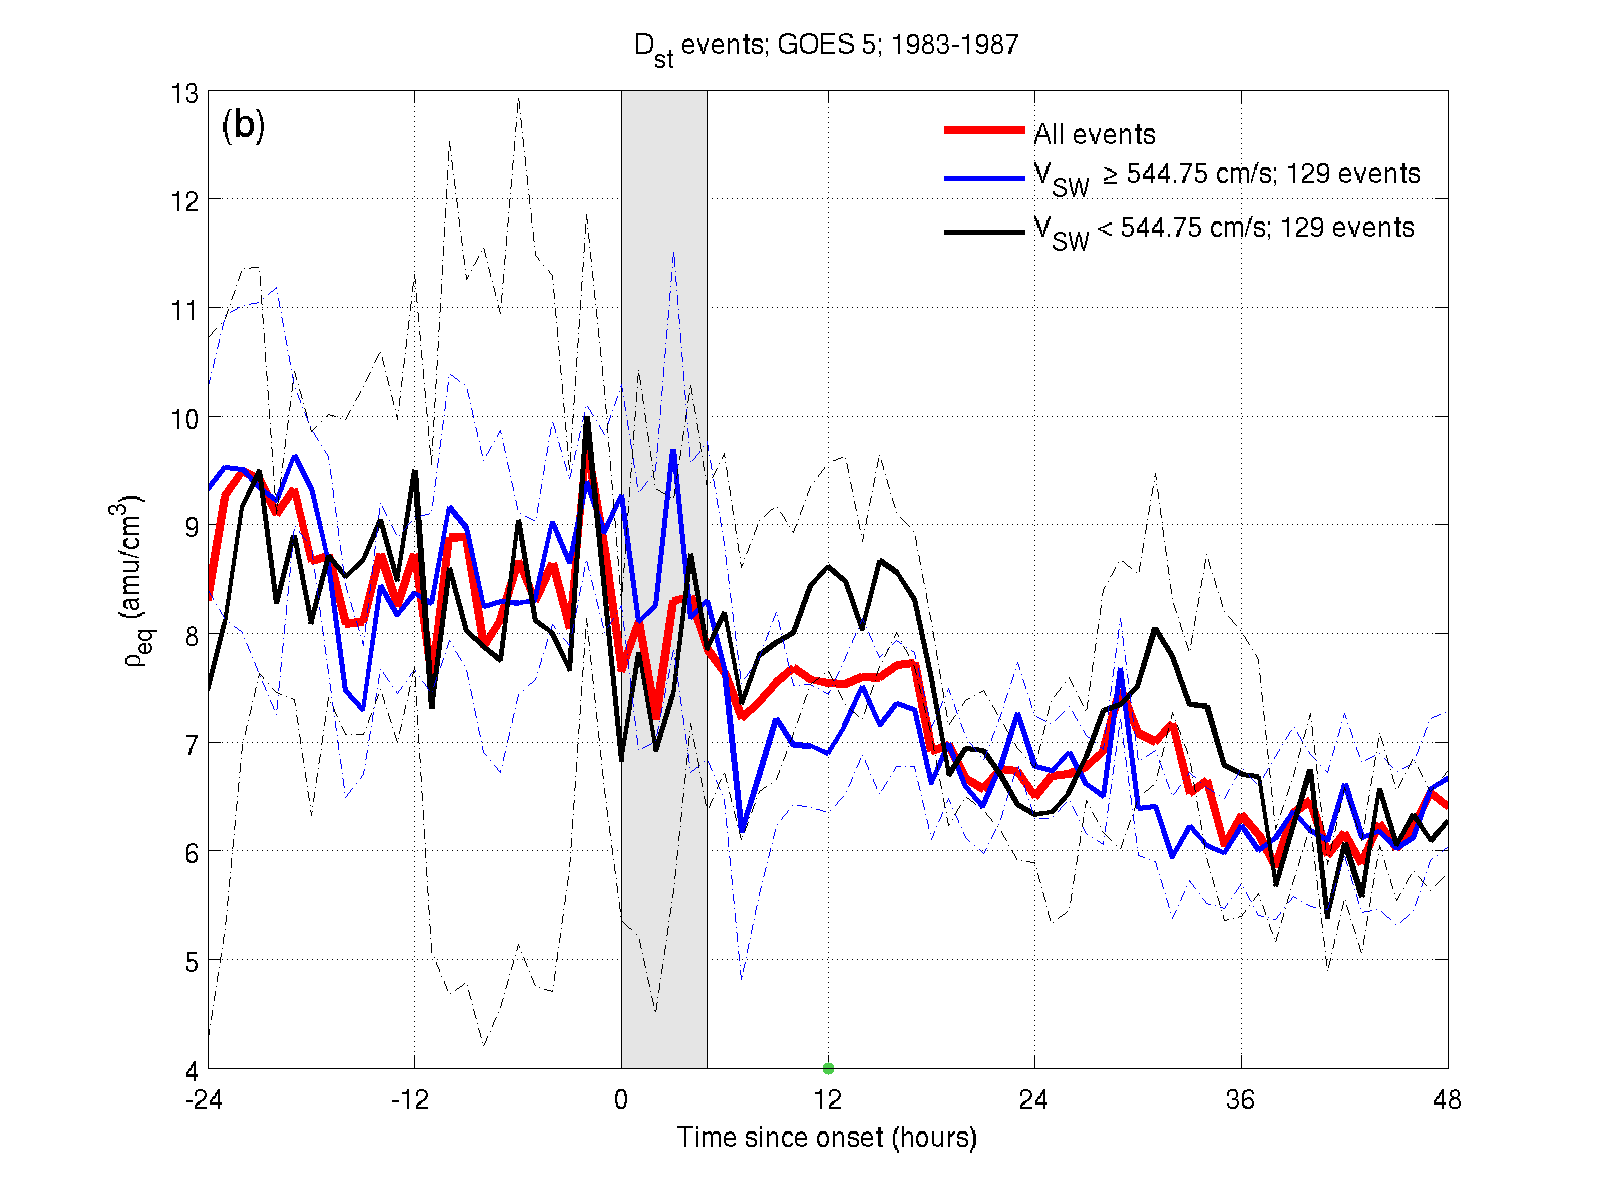 D_st events; GOES 5; 1983-1987
(b)
All events
V_SW ≥ 544.75 cm/s; 129 events
V_SW < 544.75 cm/s; 129 events
13
12
11
10
9
8
7
6
5
4
ρ_eq (amu/cm^3)
-24 -12 0 12 24 36 48
Time since onset (hours)